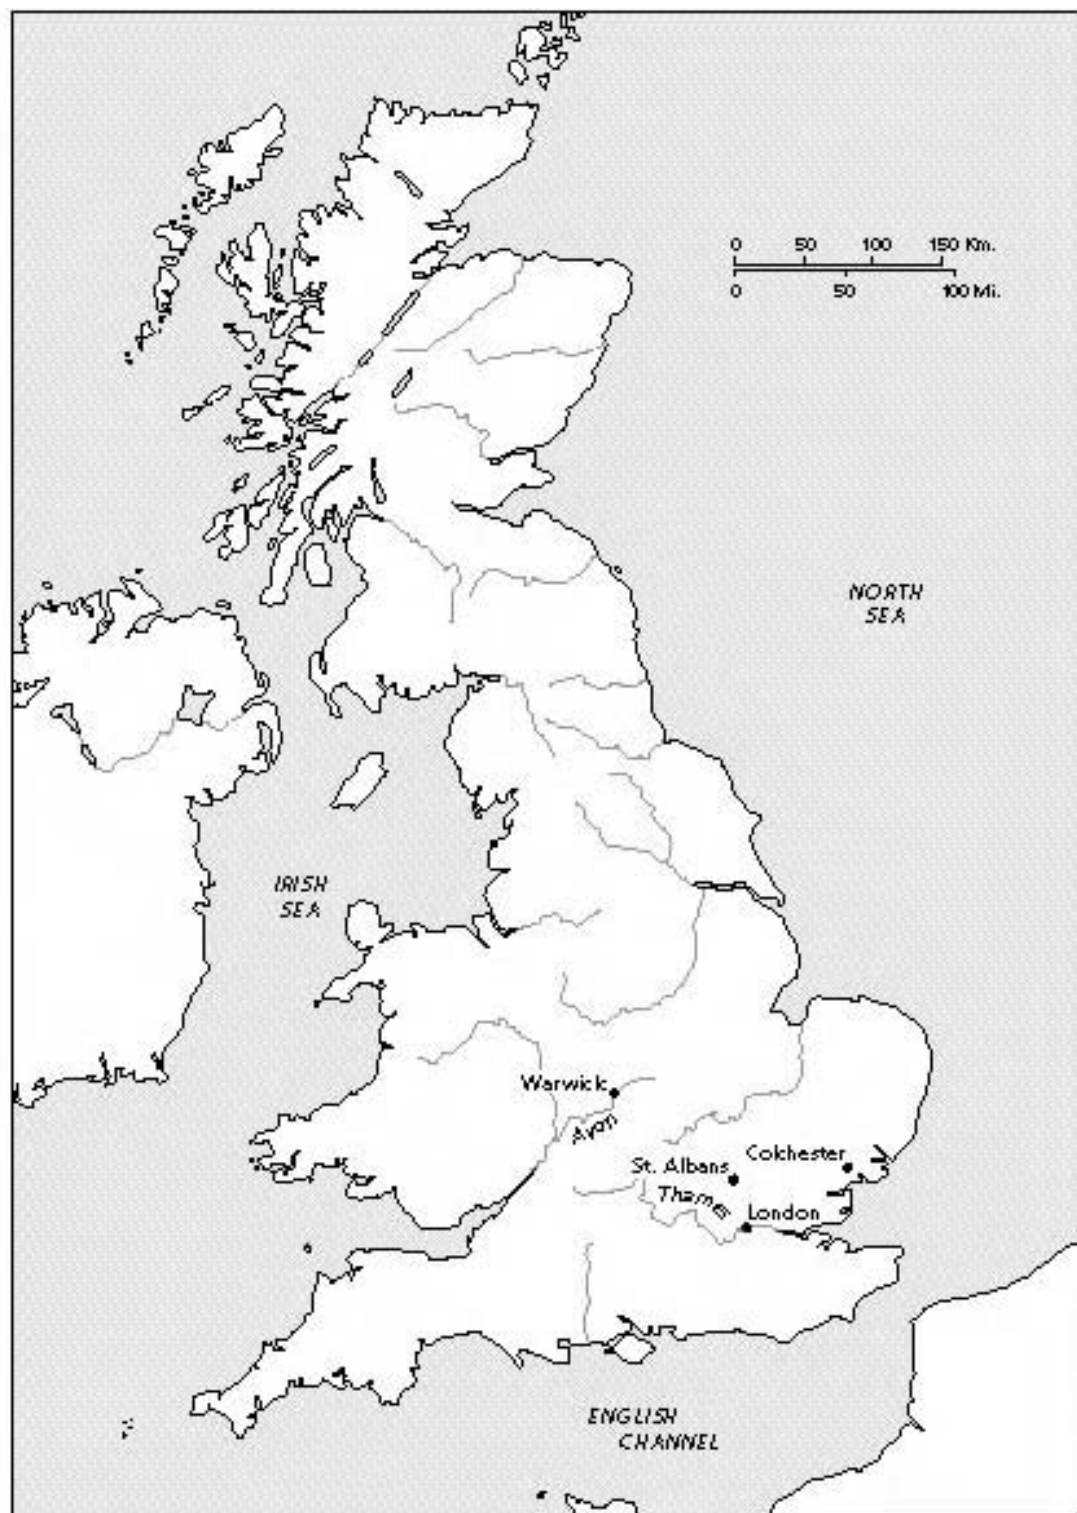 0 50 100 150 Km.
0 50 100 Mi.
NORTH
SEA
IRISH
SEA
Warwick
Avon
Colchester
St. Albans
Thames
London
ENGLISH
CHANNEL